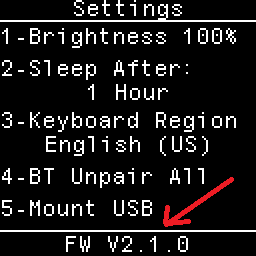 Settings
1-Brightness 100%
2-Sleep After:
1 Hour
3-Keyboard Region
English (US)
4-BT Unpair All
5-Mount USB
FW V2.1.0